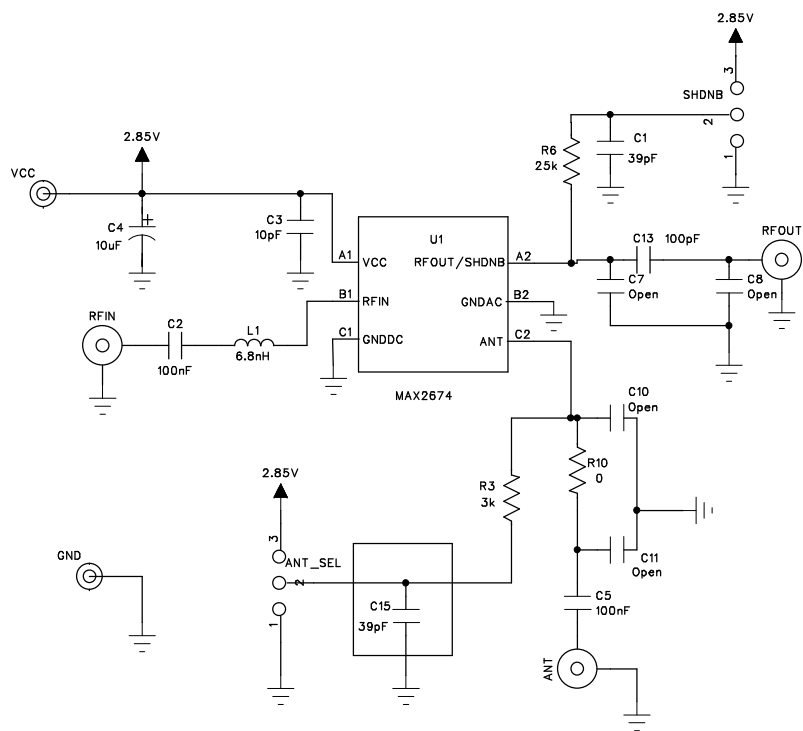 2.85V
3
SHDNB
2
1
C1
39pF
R6
25k
2.85V
VCC
C4
+
10uF
C3
10pF
U1
A1
VCC
RFOUT/SHDNB
A2
B1
RFIN
GNDAC
B2
C1
GNDDC
ANT
C2
MAX2674
C13
100pF
RFOUT
C7
Open
C8
Open
RFIN
C2
100nF
L1
6.8nH
C10
Open
R10
0
R3
3k
C11
Open
C5
100nF
ANT
2.85V
3
ANT_SEL
2
1
C15
39pF
GND